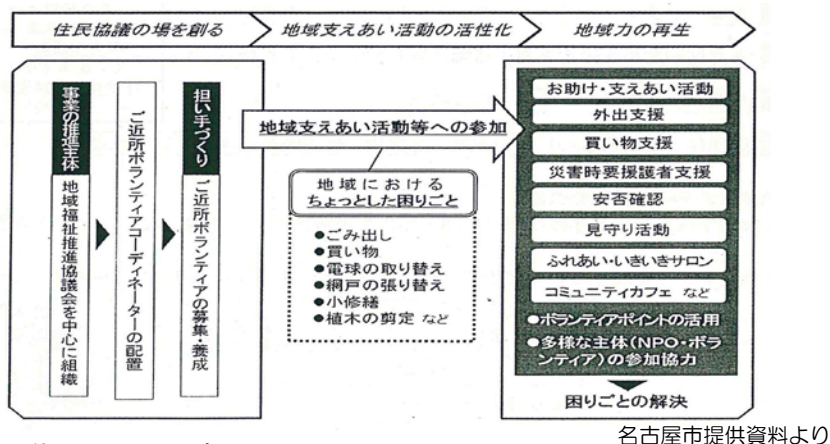 住民協議の場を創る
地域支えあい活動の活性化
地域力の再生
事業の推進主体
地域福祉推進協議会を中心に組織
ご近所ボランティアコーディネーターの配置
担い手づくり
ご近所ボランティアの募集・養成
地域支えあい活動等への参加
地域における
ちょっとした困りごと
●ごみ出し
●買い物
●電球の取り替え
●網戸の張り替え
●小修繕
●植木の剪定 など
お助け・支えあい活動
外出支援
買い物支援
災害時要援護者支援
安否確認
見守り活動
ふれあい・いきいきサロン
コミュニティカフェ など
●ボランティアポイントの活用
●多様な主体(NPO・ボラ
ンティア)の参加協力
困りごとの解決
名古屋市提供資料より